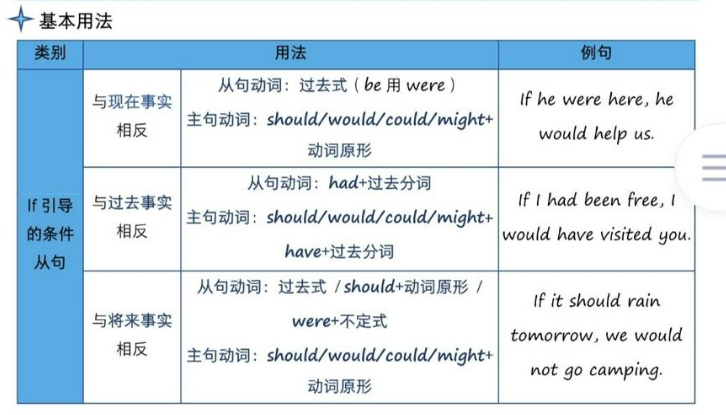 基本用法
类别 用法 例句
If 引导
的条件
从句
与现在事实
相反
从句动词：过去式（be 用 were）
主句动词：should/would/could/might+
动词原形
If he were here, he
would help us.
与过去事实
相反
从句动词：had+过去分词
主句动词：should/would/could/might+
have+过去分词
If I had been free, I
would have visited you.
与将来事实
相反
从句动词：过去式 /should+动词原形 /
were+不定式
主句动词：should/would/could/might+
动词原形
If it should rain
tomorrow, we would
not go camping.